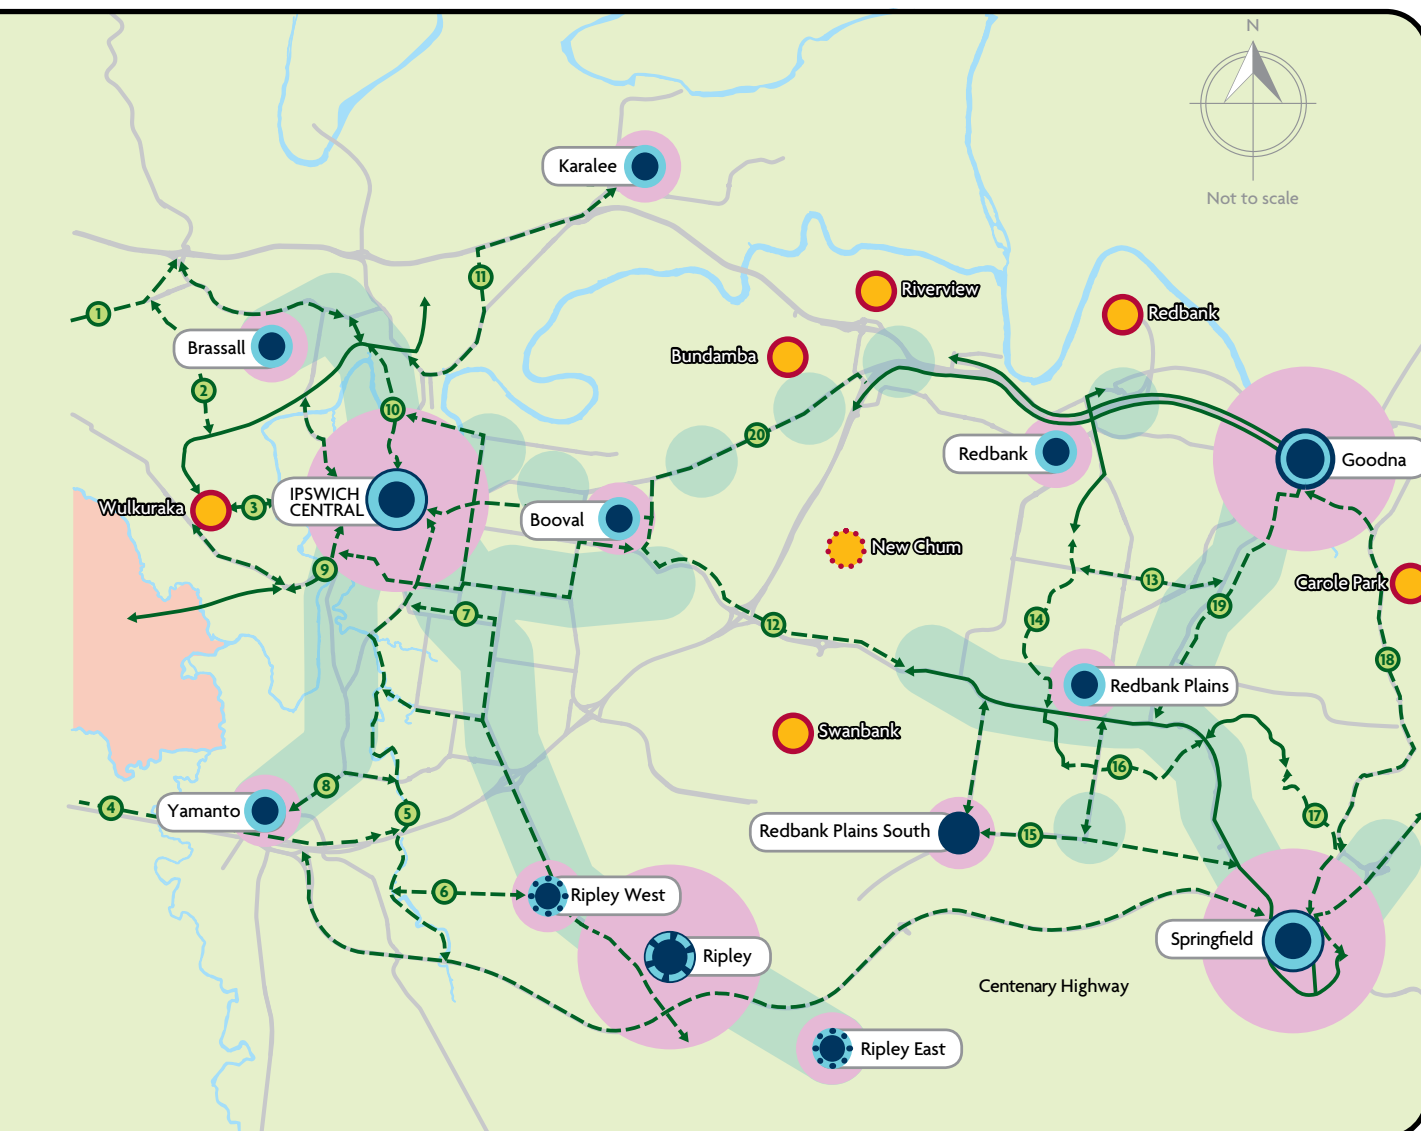 N
Not to scale
Karalee
11
Riverview
1
Redbank
Brassall
Bundamba
2
10
20
Redbank
Goodna
IPSWICH
CENTRAL
Wulkuraka
3
Booval
New Chum
9
13
Carole Park
19
7
14
12
18
Redbank Plains
Swanbank
16
8
4
Yamanto
5
17
Redbank Plains South
15
6
Ripley West
Springfield
Ripley
Centenary Highway
Ripley East